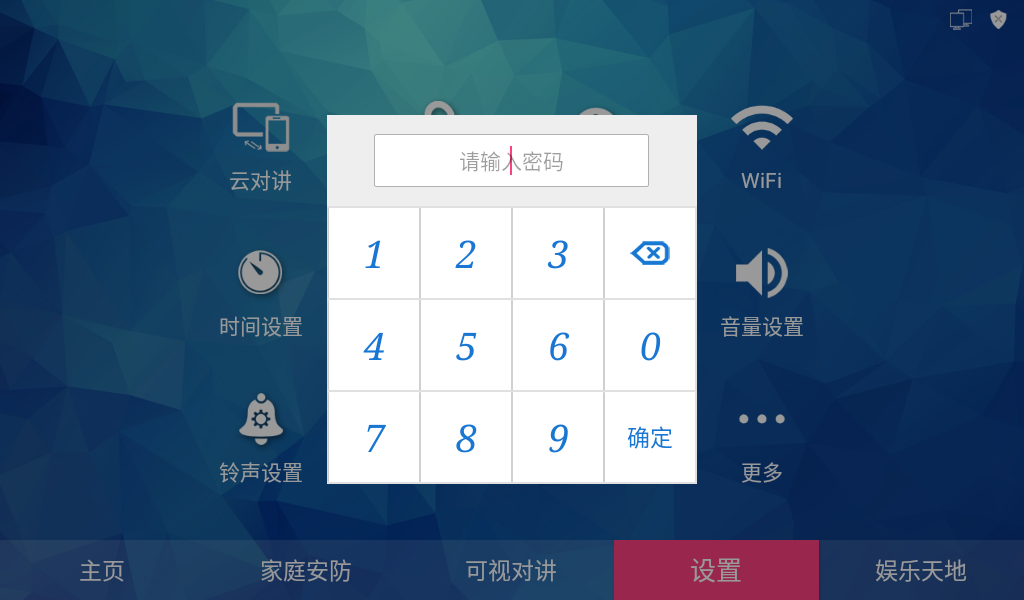 云对讲
WiFi
请输入密码
1 2 3
4 5 6 0
7 8 9 确定
时间设置
音量设置
铃声设置
更多
主页 家庭安防 可视对讲 设置 娱乐天地